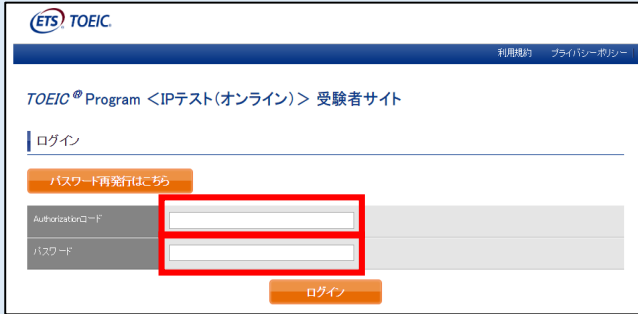 ETS TOEIC.
利用規約 プライバシーポリシー
TOEIC® Program ＜IPテスト（オンライン）＞ 受験者サイト
ログイン
パスワード再発行はこちら
Authorizationコード
パスワード
ログイン